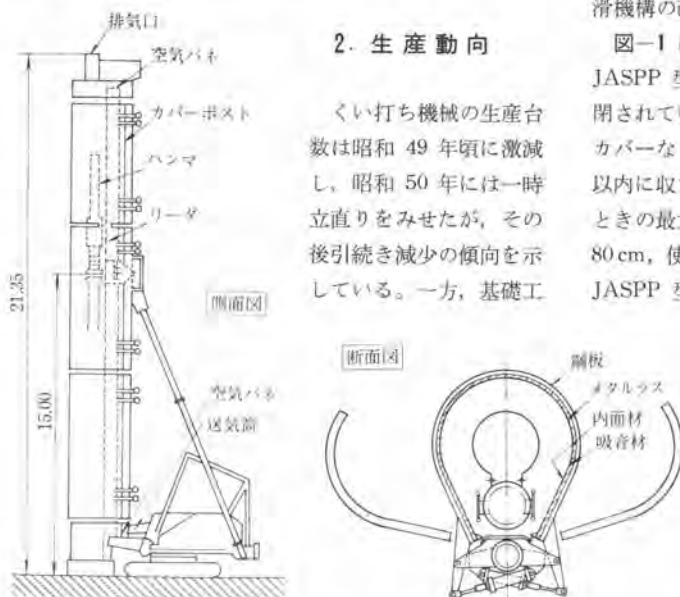 排気口
空気バネ
カバーポスト
ハンマ
リーダ
21.35
15.00
側面図
空気バネ
送気筒
2. 生産動向
くい打ち機械の生産台
数は昭和 49 年頃に激減
し，昭和 50 年には一時
立直りをみせたが，その
後引続き減少の傾向を示
している。一方，基礎工
断面図
鋼板
メタルラス
内面材
吸音材
図―1
JASPP 型
閉されてい
カバーな
以内に収
ときの最
80cm，使
JASPP 型